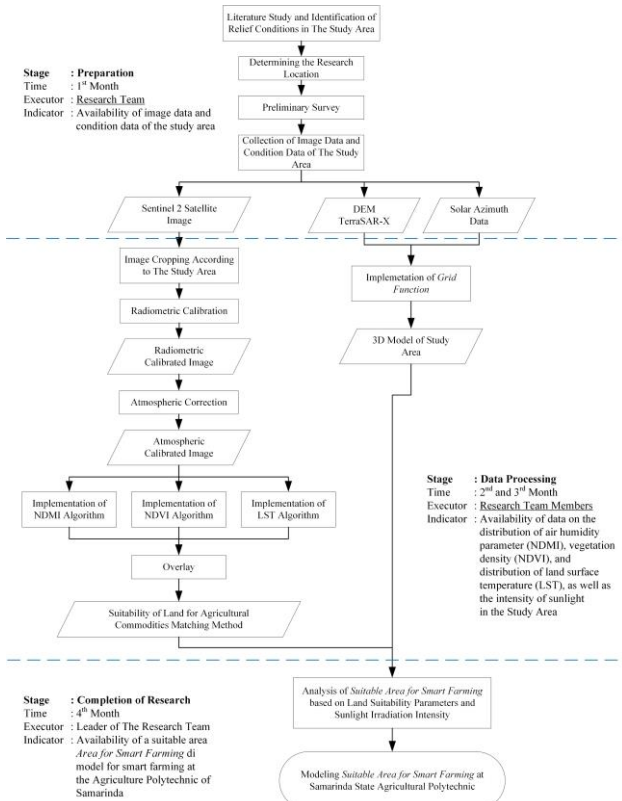 Literature Study and Identification of
Relief Conditions in The Study Area
Determining the Research
Location
Preliminary Survey
Collection of Image Data and
Condition Data of The Study
Area
Stage : Preparation
Time : 1st Month
Executor : Research Team
Indicator : Availability of image data and
condition data of the study area
Sentinel 2 Satellite
Image
DEM
TerraSAR-X
Solar Azimuth
Data
Image Cropping According
to The Study Area
Radiometric Calibration
Radiometric
Calibrated Image
Atmospheric Correction
Atmospheric
Calibrated Image
Implementation of
NDMI Algorithm
Implementation of
NDVI Algorithm
Implementation of
LST Algorithm
Overlay
Suitability of Land for Agricultural
Commodities Matching Method
Implemetation of Grid
Function
3D Model of Study
Area
Stage : Data Processing
Time : 2nd and 3rd Month
Executor : Research Team Members
Indicator : Availability of data on the
distribution of air humidity
parameter (NDMI), vegetation
density (NDVI), and
distribution of land surface
temperature (LST), as well as
the intensity of sunlight
in the Study Area
Stage : Completion of Research
Time : 4th Month
Executor : Leader of The Research Team
Indicator : Availability of a suitable area
Area for Smart Farming di
model for smart farming at
the Agriculture Polytechnic of
Samarinda
Analysis of Suitable Area for Smart Farming
based on Land Suitability Parameters and
Sunlight Irradiation Intensity
Modeling Suitable Area for Smart Farming at
Samarinda State Agricultural Polytechnic